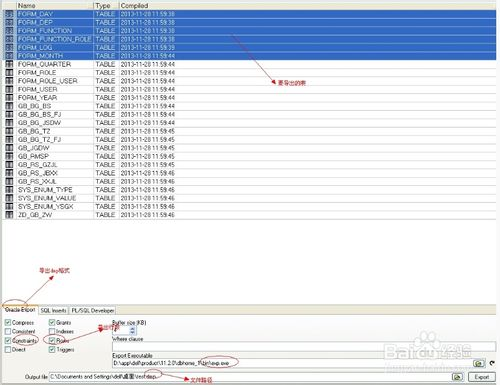 Name Type Compiled
FORM_DAY TABLE 2013-11-28 11:59:38
FORM_DEP TABLE 2013-11-28 11:59:38
FORM_FUNCTION TABLE 2013-11-28 11:59:38
FORM_FUNCTION_ROLE TABLE 2013-11-28 11:59:39
FORM_LOG TABLE 2013-11-28 11:59:39
FORM_MONTH TABLE 2013-11-28 11:59:44
FORM_QUARTER TABLE 2013-11-28 11:59:44
FORM_ROLE TABLE 2013-11-28 11:59:44
FORM_ROLE_USER TABLE 2013-11-28 11:59:44
FORM_USER TABLE 2013-11-28 11:59:44
FORM_YEAR TABLE 2013-11-28 11:59:44
GB_BG_BS TABLE 2013-11-28 11:59:44
GB_BG_BS_FJ TABLE 2013-11-28 11:59:44
GB_BG_JSDW TABLE 2013-11-28 11:59:44
GB_BG_TZ TABLE 2013-11-28 11:59:45
GB_BG_TZ_FJ TABLE 2013-11-28 11:59:45
GB_JGDW TABLE 2013-11-28 11:59:45
GB_RMSP TABLE 2013-11-28 11:59:45
GB_RS_GZJL TABLE 2013-11-28 11:59:45
GB_RS_JBXX TABLE 2013-11-28 11:59:46
GB_RS_XXJL TABLE 2013-11-28 11:59:46
SYS_ENUM_TYPE TABLE 2013-11-28 11:59:46
SYS_ENUM_VALUE TABLE 2013-11-28 11:59:46
SYS_ENUM_YSGX TABLE 2013-11-28 11:59:46
ZD_GB_ZW TABLE 2013-11-28 11:59:46
要导出的表
导出dmp格式
Oracle Export SQL Inserts PL/SQL Developer
Compress Grants Buffer size (KB)
Consistent Indexes
Constraints Rows Where clause
Direct Triggers
Export Executable
D:\app\dell\product\11.2.0\dbhome_1\bin\exp.exe
Output file C:\Documents and Settings\dell\桌面\test.dmp
文件路径
Export
Baidu 经验